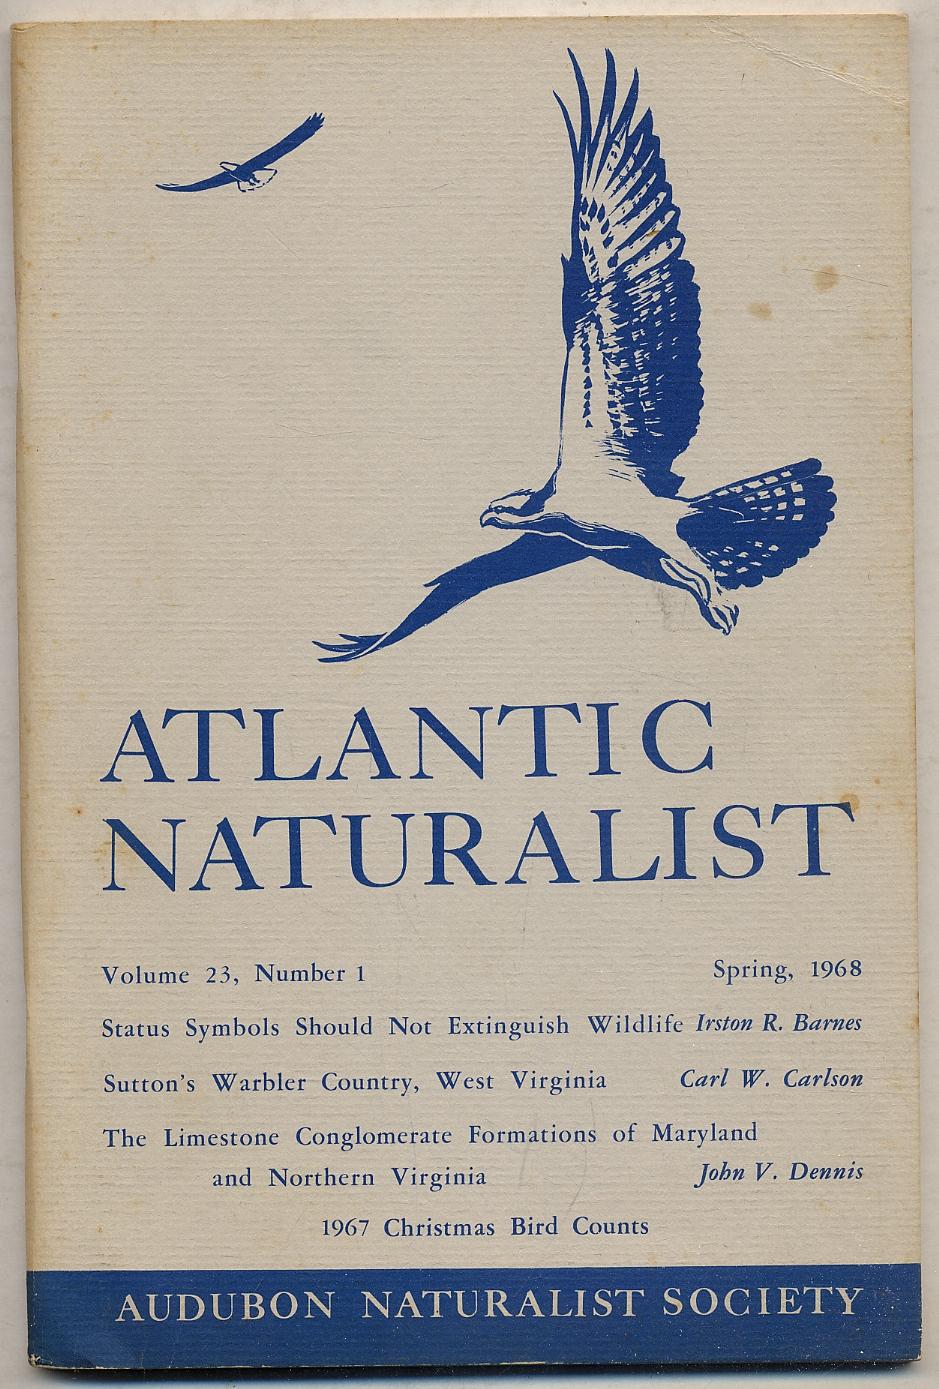 ATLANTIC
NATURALIST
Volume 23, Number 1 Spring, 1968
Status Symbols Should Not Extinguish Wildlife Irston R. Barnes
Sutton's Warbler Country, West Virginia Carl W. Carlson
The Limestone Conglomerate Formations of Maryland
and Northern Virginia John V. Dennis
1967 Christmas Bird Counts
AUDUBON NATURALIST SOCIETY